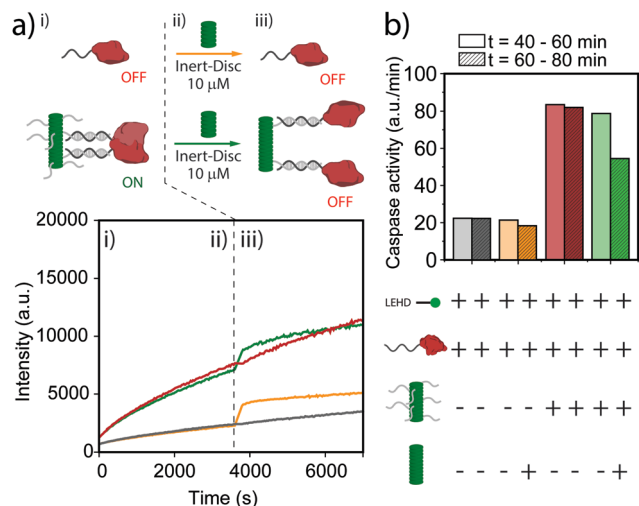 a)
i) ii) iii)
OFF
Inert-Disc
10 μM
OFF
ON
Inert-Disc
10 μM
OFF
20000
15000
10000
5000
0
Intensity (a.u.)
i) ii) iii)
0 2000 4000 6000
Time (s)
b)
t = 40 - 60 min
t = 60 - 80 min
100
80
60
40
20
0
Caspase activity (a.u./min)
LEHD + + + + + + + +
+ + + + + + + +
- - - - + + + +
- - - + - - - +